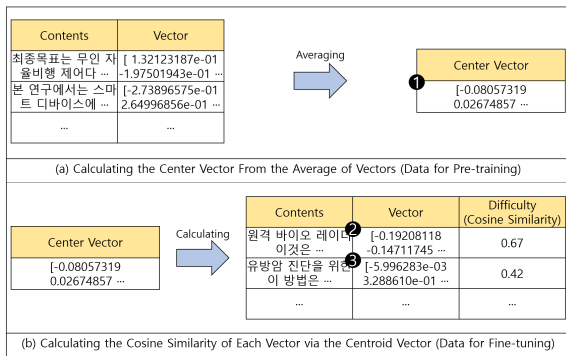 Contents Vector
최종목표는 무인 자 [ 1.32123187e-01
율비행 제어다 … -1.97501943e-01 …
본 연구에서는 스마 [-2.73896575e-01
트 디바이스에 … 2.64996856e-01 …
… …
Averaging
Center Vector
1
[-0.08057319
0.02674857 …
(a) Calculating the Center Vector From the Average of Vectors (Data for Pre-training)
Center Vector
[-0.08057319
0.02674857 …
Calculating
Contents Vector Difficulty
(Cosine Similarity)
2
원격 바이오 레이더 [-0.19208118
이것은 … -0.14711745 …
0.67
3
유방암 진단을 위한 [-5.996283e-03
이 방법은 … 3.288610e-01 …
0.42
… … …
(b) Calculating the Cosine Similarity of Each Vector via the Centroid Vector (Data for Fine-tuning)